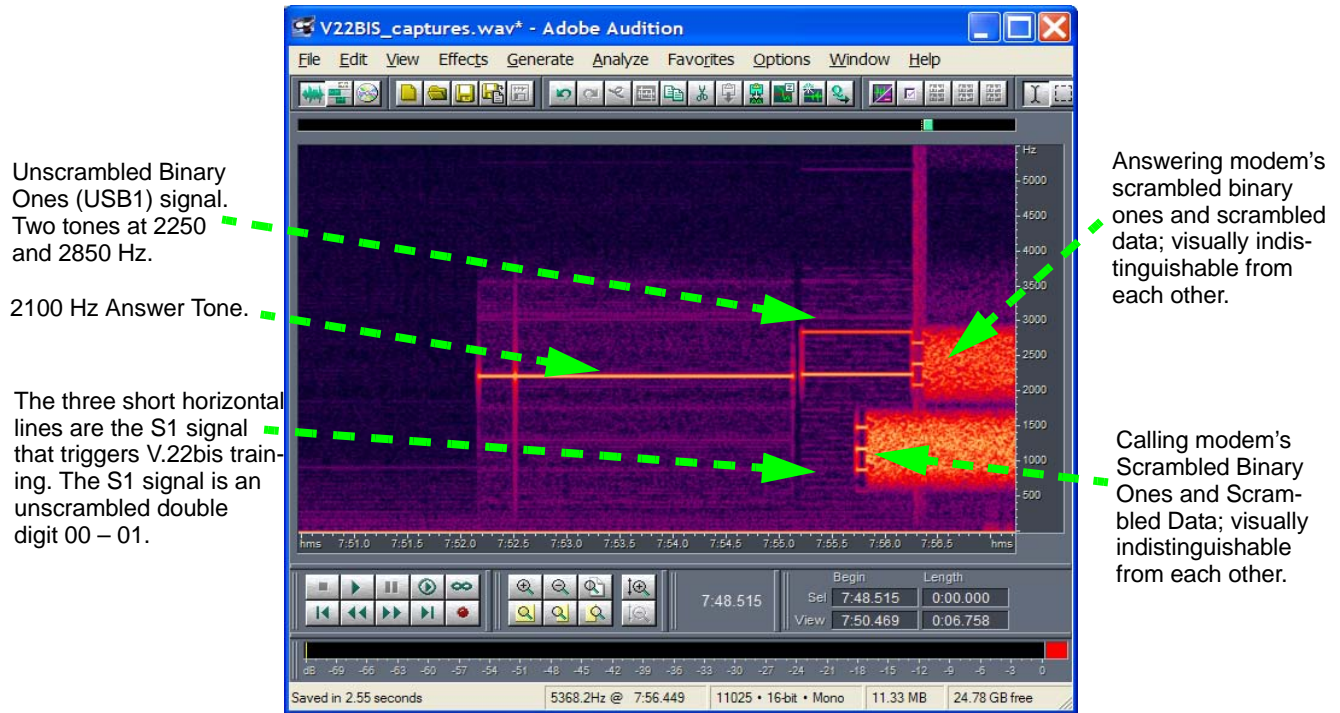 V22BIS_captures.wav* - Adobe Audition
File Edit View Effects Generate Analyze Favorites Options Window Help
Unscrambled Binary
Ones (USB1) signal.
Two tones at 2250
and 2850 Hz.
2100 Hz Answer Tone.
The three short horizontal
lines are the S1 signal
that triggers V.22bis train-
ing. The S1 signal is an
unscrambled double
digit 00 – 01.
Hz
5000
4500
4000
3500
3000
2500
2000
1500
1000
500
hms 7:51.0 7:51.5 7:52.0 7:52.5 7:53.0 7:53.5 7:54.0 7:54.5 7:55.0 7:55.5 7:56.0 7:56.5 hms
Answering modem's
scrambled binary
ones and scrambled
data; visually indis-
tinguishable from
each other.
Calling modem's
Scrambled Binary
Ones and Scram-
bled Data; visually
indistinguishable
from each other.
7:48.515
Begin Length
Sel 7:48.515 0:00.000
View 7:50.469 0:06.758
dB -69 -66 -63 -60 -57 -54 -51 -48 -45 -42 -39 -36 -33 -30 -27 -24 -21 -18 -15 -12 -9 -6 -3 0
Saved in 2.55 seconds 5368.2Hz @ 7:56.449 11025 • 16-bit • Mono 11.33 MB 24.78 GB free